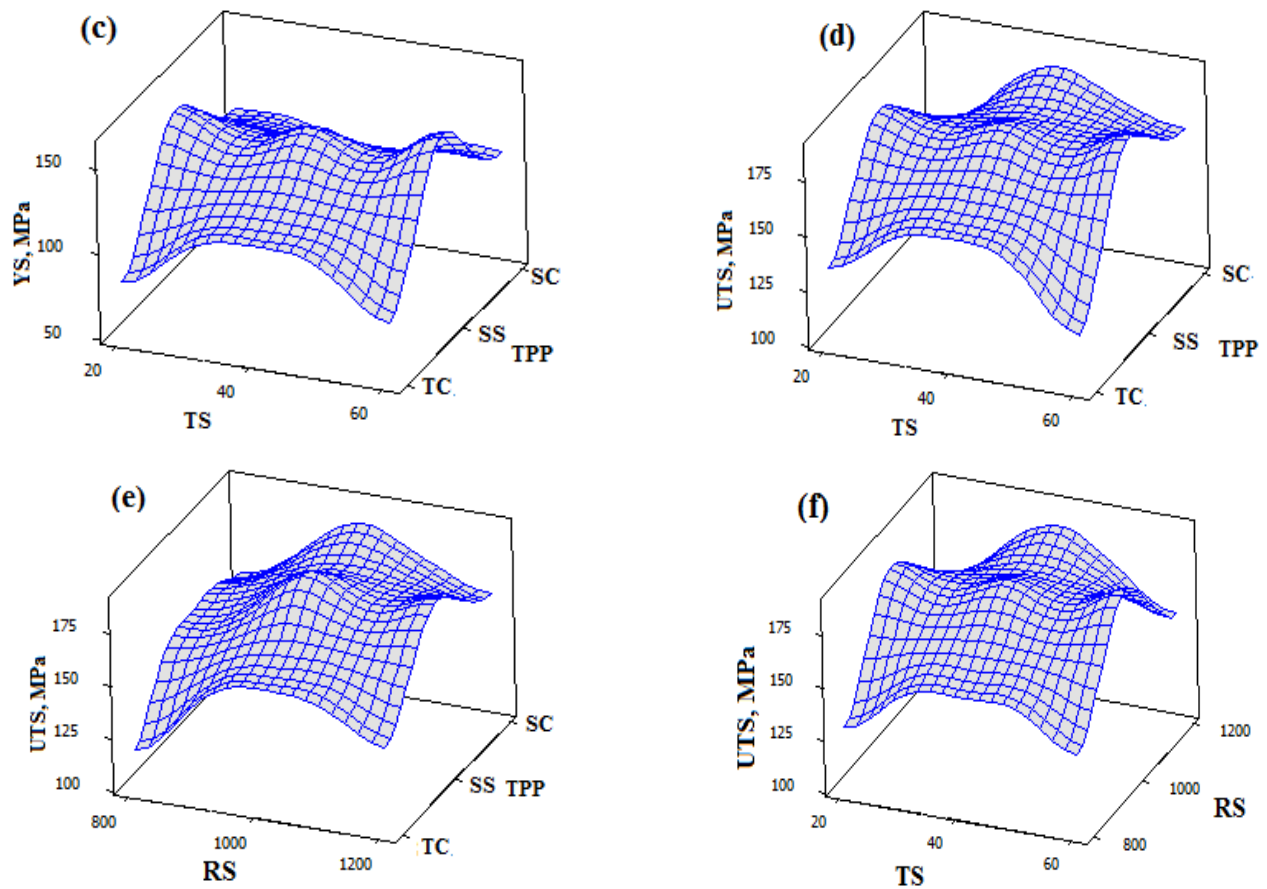 (c)
150
100
50
YS, MPa
20
40
60
TS
TC.
SS
TPP
SC
(d)
175
150
125
100
UTS, MPa
20
40
60
TS
TC.
SS
TPP
SC.
(e)
175
150
125
100
UTS, MPa
800
1000
1200
RS
TC.
SS
TPP
SC
(f)
175
150
125
100
UTS, MPa
20
40
60
TS
800
1000
1200
RS